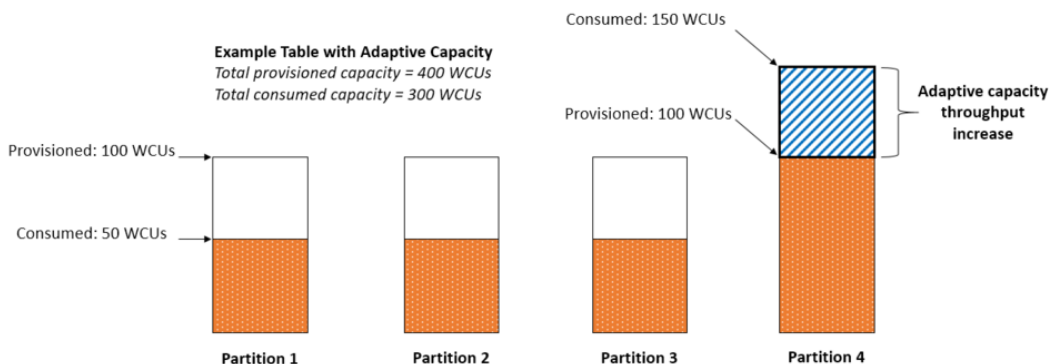 Consumed: 150 WCUs
Example Table with Adaptive Capacity
Total provisioned capacity = 400 WCUs
Total consumed capacity = 300 WCUs
Adaptive capacity
throughput
increase
Provisioned: 100 WCUs
Provisioned: 100 WCUs
Consumed: 50 WCUs
Partition 1
Partition 2
Partition 3
Partition 4